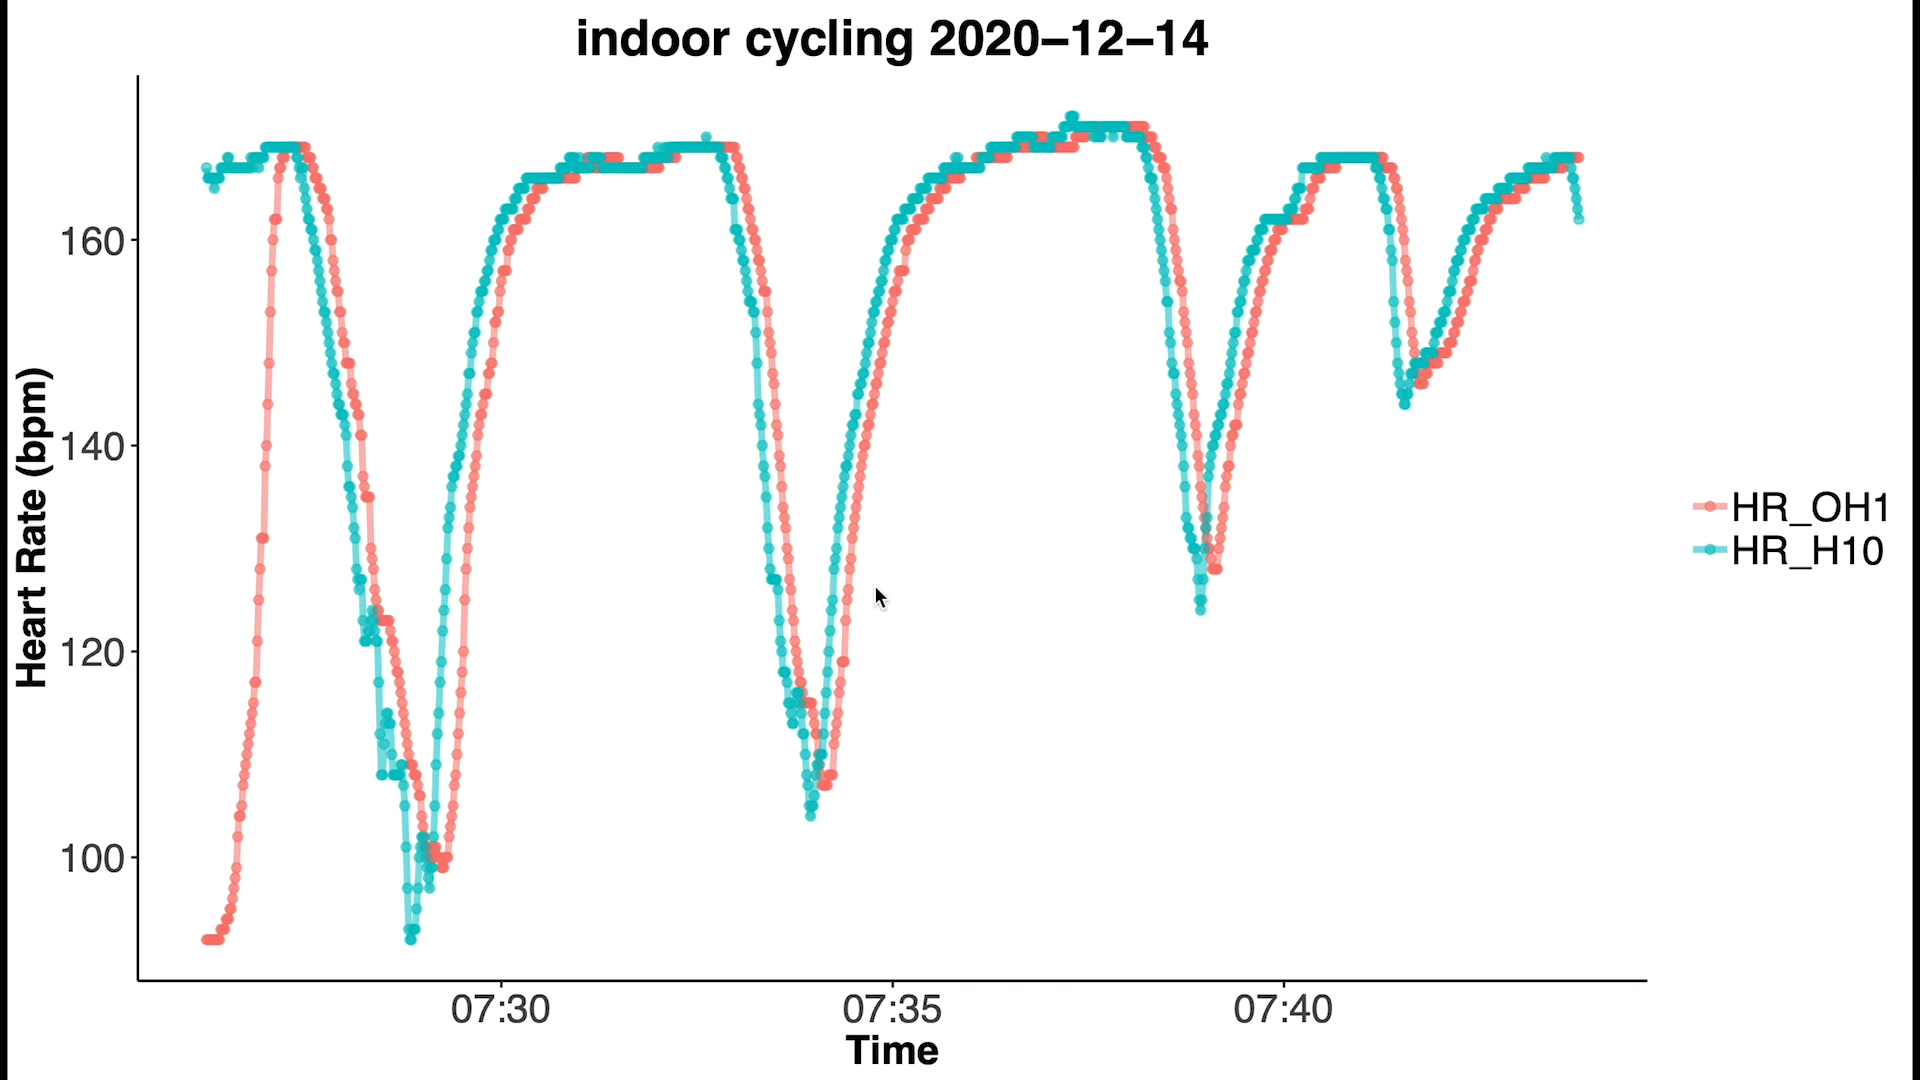 indoor cycling 2020–12–14
Heart Rate (bpm)
160
140
120
100
07:30
07:35
07:40
Time
HR_OH1
HR_H10